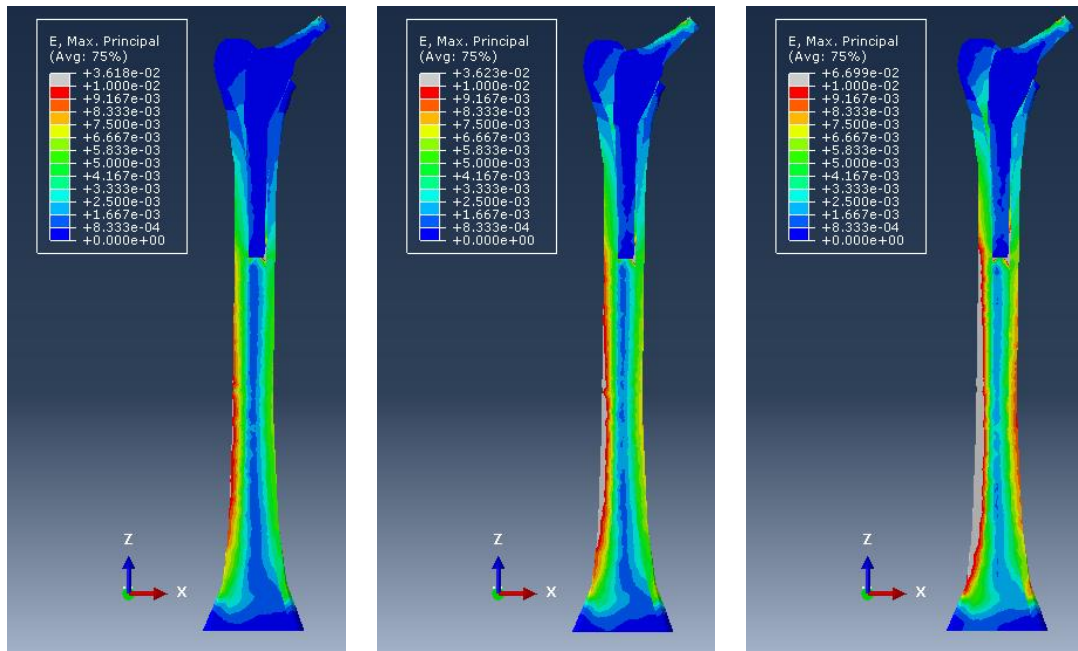 E, Max. Principal
(Avg: 75%)
+3.618e-02
+1.000e-02
+9.167e-03
+8.333e-03
+7.500e-03
+6.667e-03
+5.833e-03
+5.000e-03
+4.167e-03
+3.333e-03
+2.500e-03
+1.667e-03
+8.333e-04
+0.000e+00
Z
X
E, Max. Principal
(Avg: 75%)
+3.623e-02
+1.000e-02
+9.167e-03
+8.333e-03
+7.500e-03
+6.667e-03
+5.833e-03
+5.000e-03
+4.167e-03
+3.333e-03
+2.500e-03
+1.667e-03
+8.333e-04
+0.000e+00
Z
X
E, Max. Principal
(Avg: 75%)
+6.699e-02
+1.000e-02
+9.167e-03
+8.333e-03
+7.500e-03
+6.667e-03
+5.833e-03
+5.000e-03
+4.167e-03
+3.333e-03
+2.500e-03
+1.667e-03
+8.333e-04
+0.000e+00
Z
X